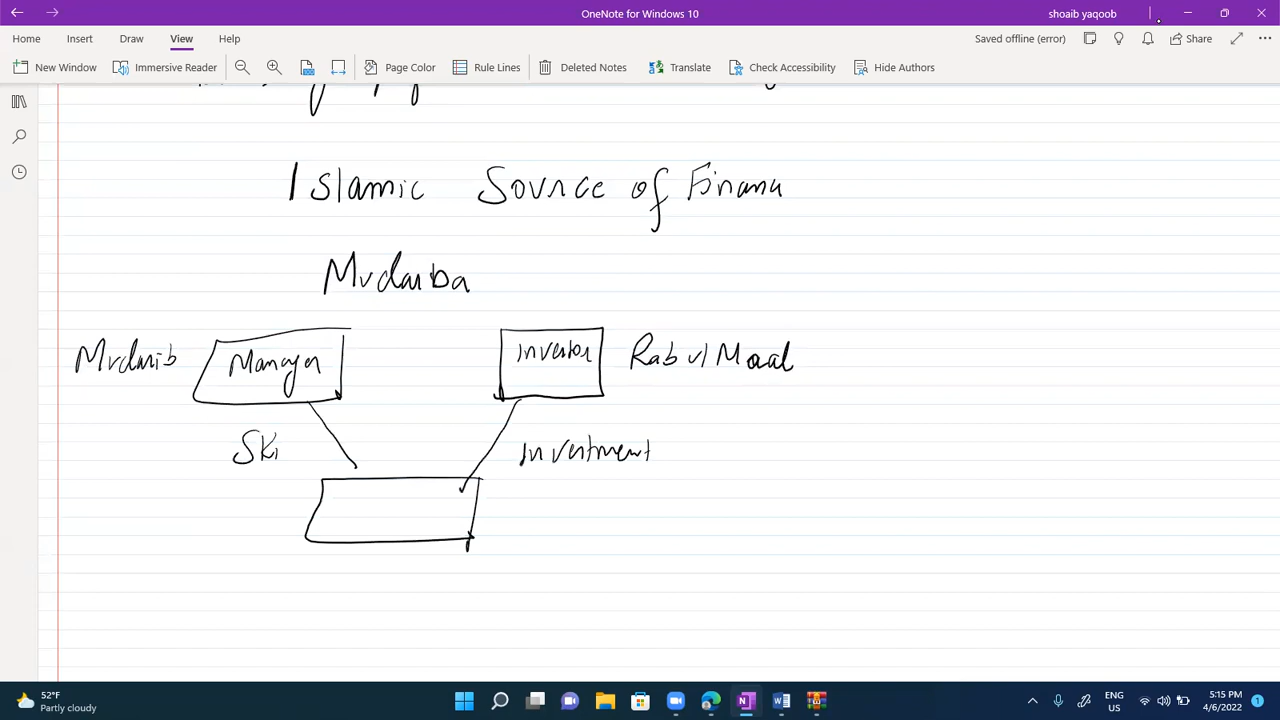 OneNote for Windows 10
shoaib yaqoob
Home Insert Draw View Help
Saved offline (error) Share
New Window Immersive Reader Page Color Rule Lines Deleted Notes Translate Check Accessibility Hide Authors
Islamic Source of Finance
Mudarba
Mudarib Manager Investor Rab ul Maal
Ski Investment
52°F
Partly cloudy
ENG
US
5:15 PM
4/6/2022
1